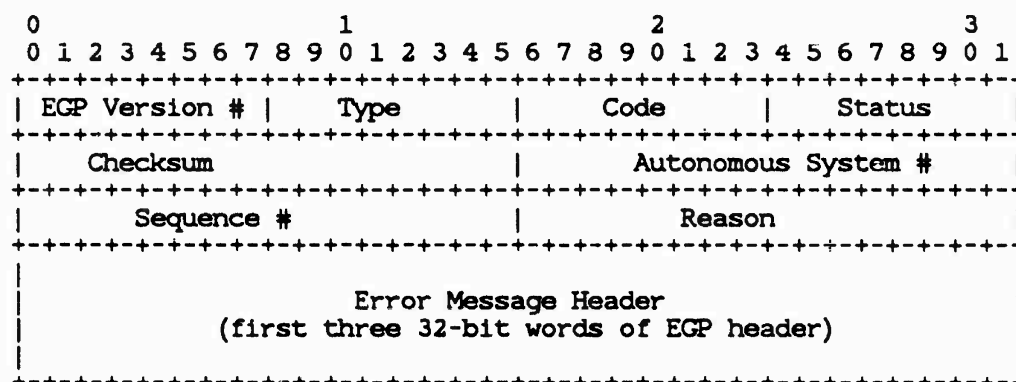 0                   1                   2                   3
 0 1 2 3 4 5 6 7 8 9 0 1 2 3 4 5 6 7 8 9 0 1 2 3 4 5 6 7 8 9 0 1
+-+-+-+-+-+-+-+-+-+-+-+-+-+-+-+-+-+-+-+-+-+-+-+-+-+-+-+-+-+-+-+-
| EGP Version # |    Type       |     Code      |    Status
+-+-+-+-+-+-+-+-+-+-+-+-+-+-+-+-+-+-+-+-+-+-+-+-+-+-+-+-+-+-+-+-
|    Checksum                   |       Autonomous System #
+-+-+-+-+-+-+-+-+-+-+-+-+-+-+-+-+-+-+-+-+-+-+-+-+-+-+-+-+-+-+-+-
|       Sequence #              |          Reason
+-+-+-+-+-+-+-+-+-+-+-+-+-+-+-+-+-+-+-+-+-+-+-+-+-+-+-+-+-+-+-+-
|
|                     Error Message Header
|            (first three 32-bit words of EGP header)
|
+-+-+-+-+-+-+-+-+-+-+-+-+-+-+-+-+-+-+-+-+-+-+-+-+-+-+-+-+-+-+-+-